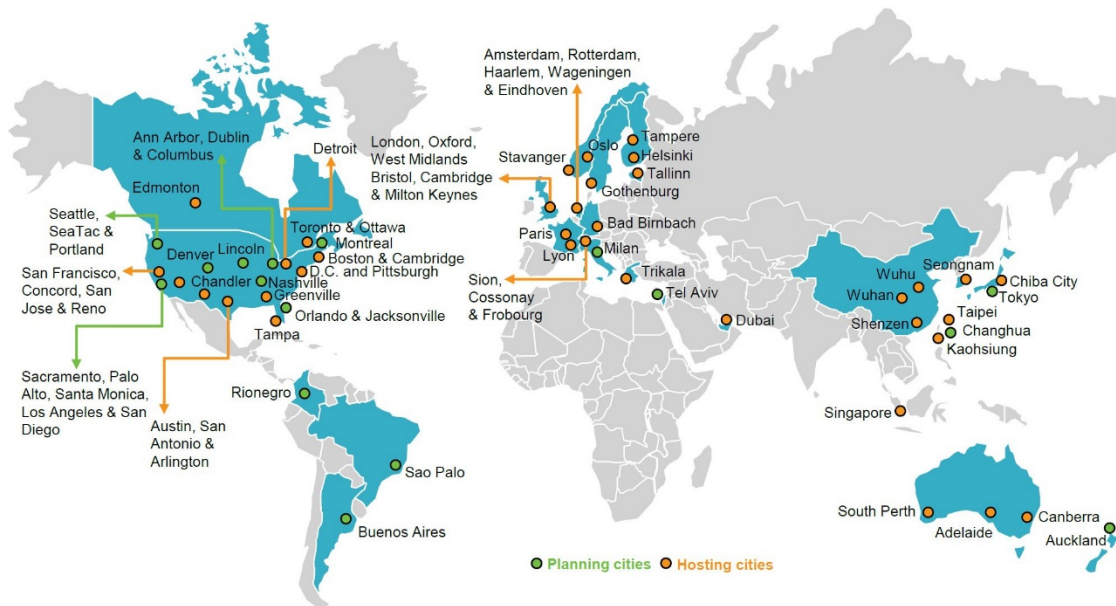 Amsterdam, Rotterdam,
Haarlem, Wageningen
& Eindhoven
Ann Arbor, Dublin
& Columbus
Detroit
London, Oxford,
West Midlands
Bristol, Cambridge
& Milton Keynes
Edmonton
Seattle,
SeaTac
& Portland
Toronto & Ottawa
Montreal
Boston & Cambridge
D.C. and Pittsburgh
Denver
Lincoln
Nashville
Chandler
Greenville
San Francisco,
Concord, San
Jose & Reno
Orlando & Jacksonville
Tampa
Sacramento, Palo
Alto, Santa Monica,
Los Angeles & San
Diego
Austin, San
Antonio &
Arlington
Rionegro
Sao Palo
Buenos Aires
Stavanger
Oslo
Tampere
Helsinki
Tallinn
Gothenburg
Bad Birnbach
Paris
Lyon
Milan
Sion,
Cossonay
& Frobourg
Trikala
Tel Aviv
Dubai
Wuhu
Seongnam
Wuhan
Chiba City
Tokyo
Shenzen
Taipei
Changhua
Kaohsiung
Singapore
South Perth
Adelaide
Canberra
Auckland
Planning cities
Hosting cities